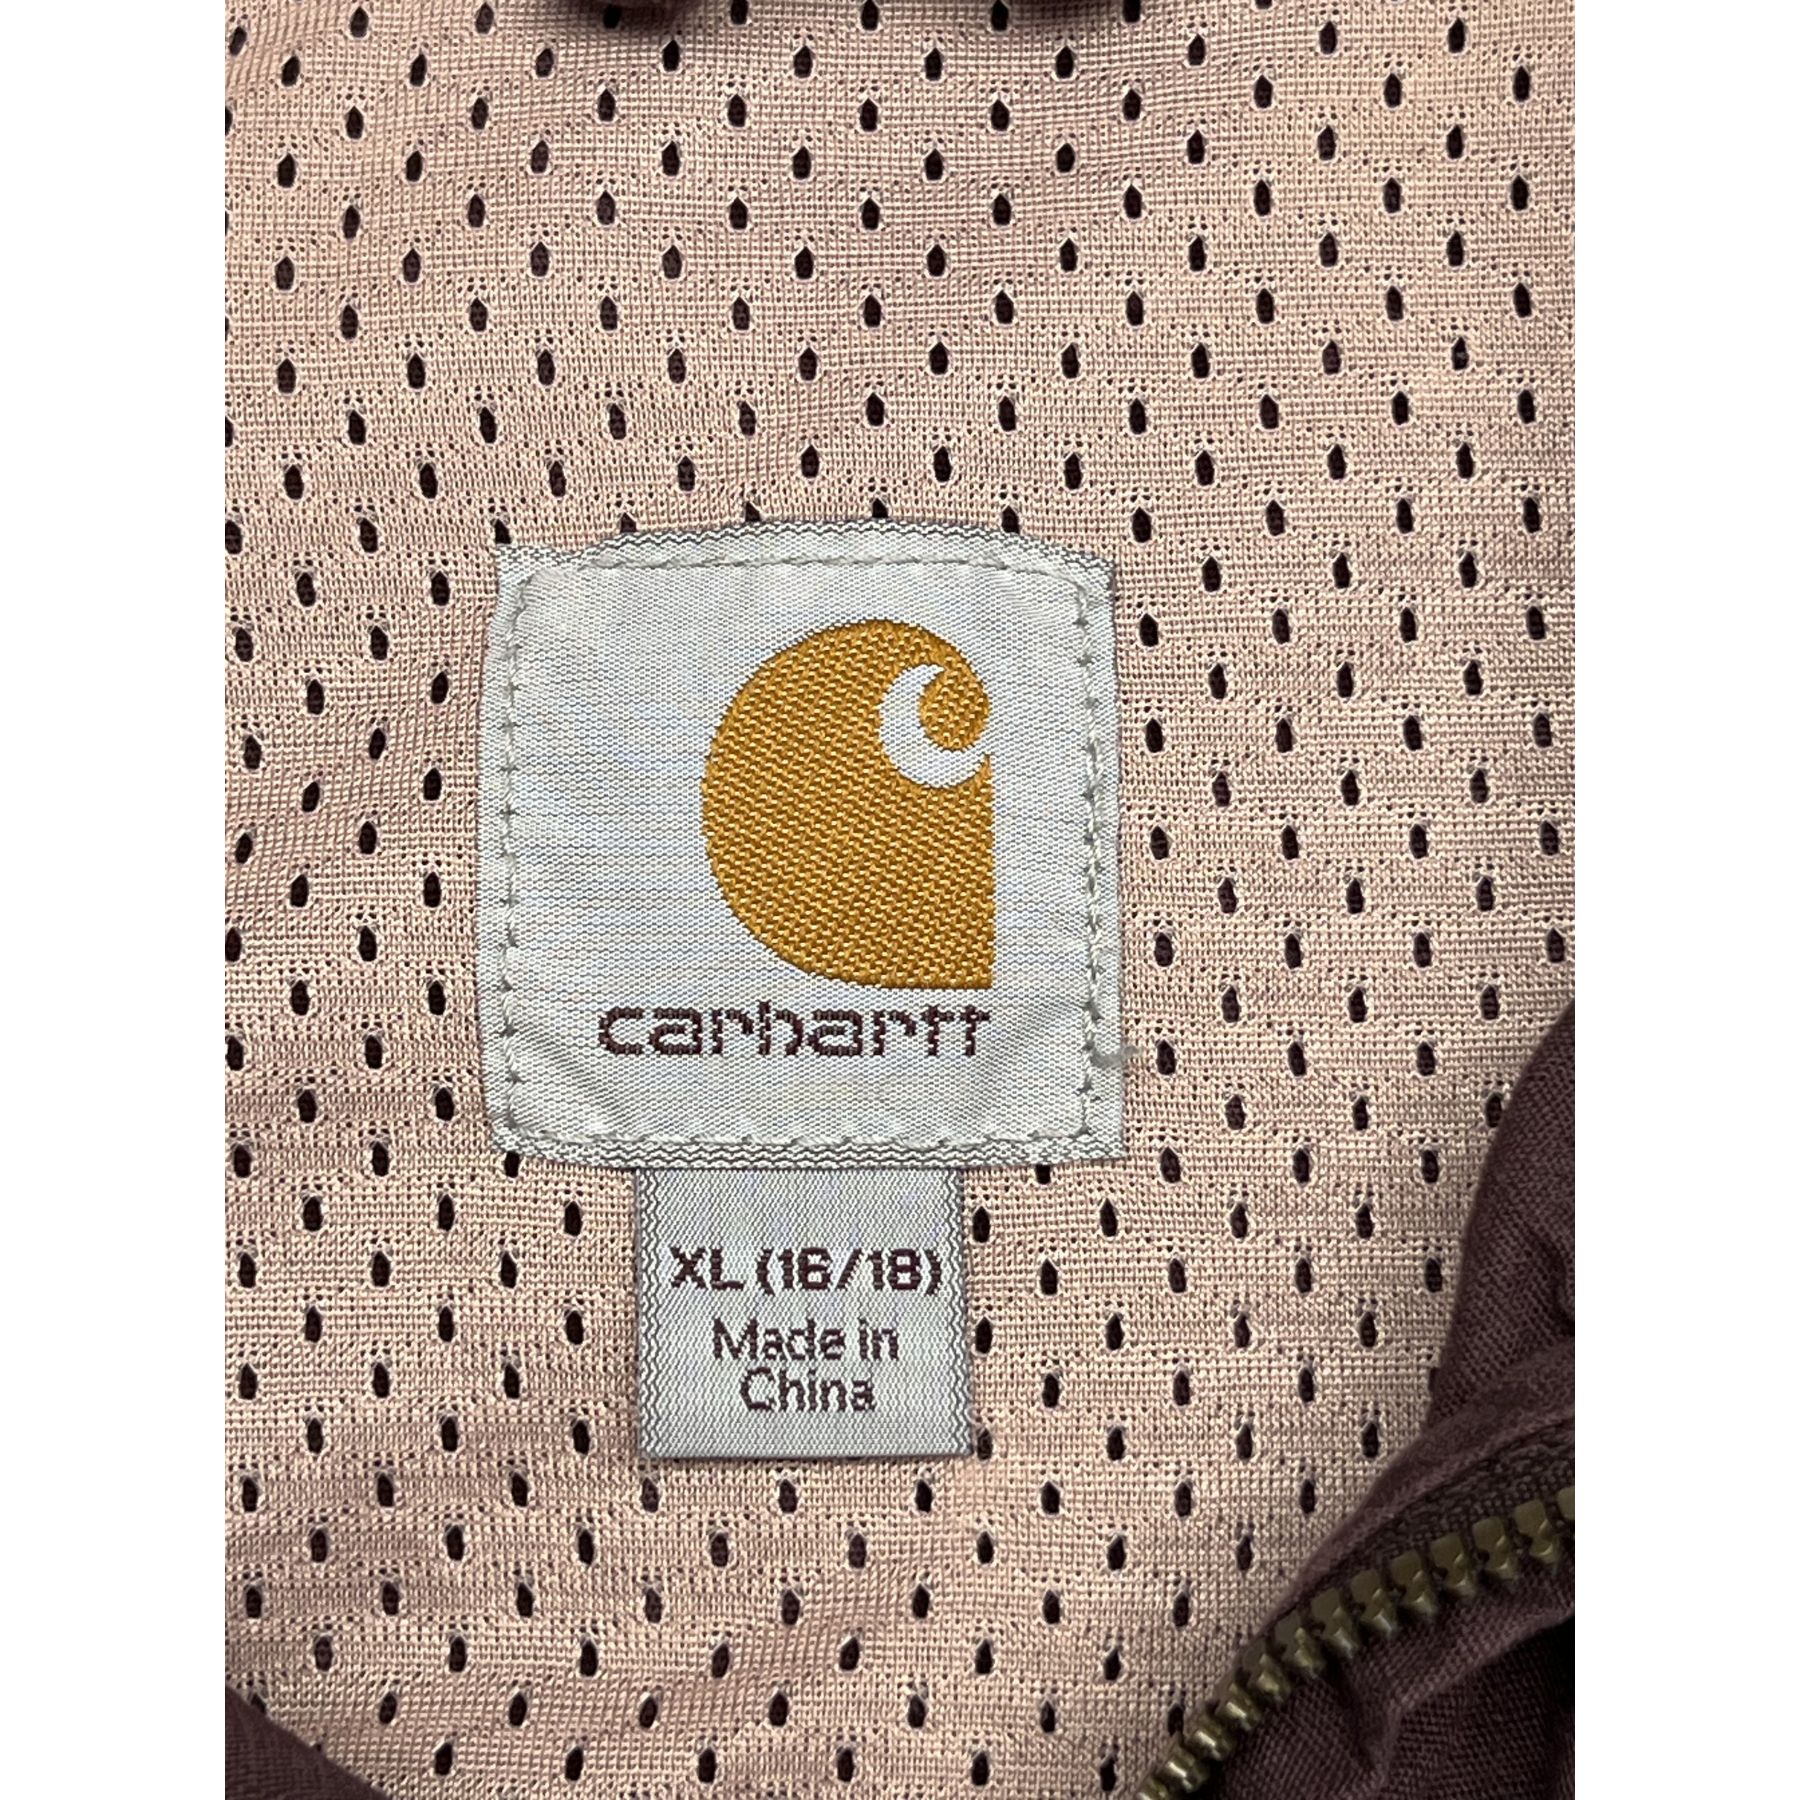 carhartt
XL (16/18)
Made in
China